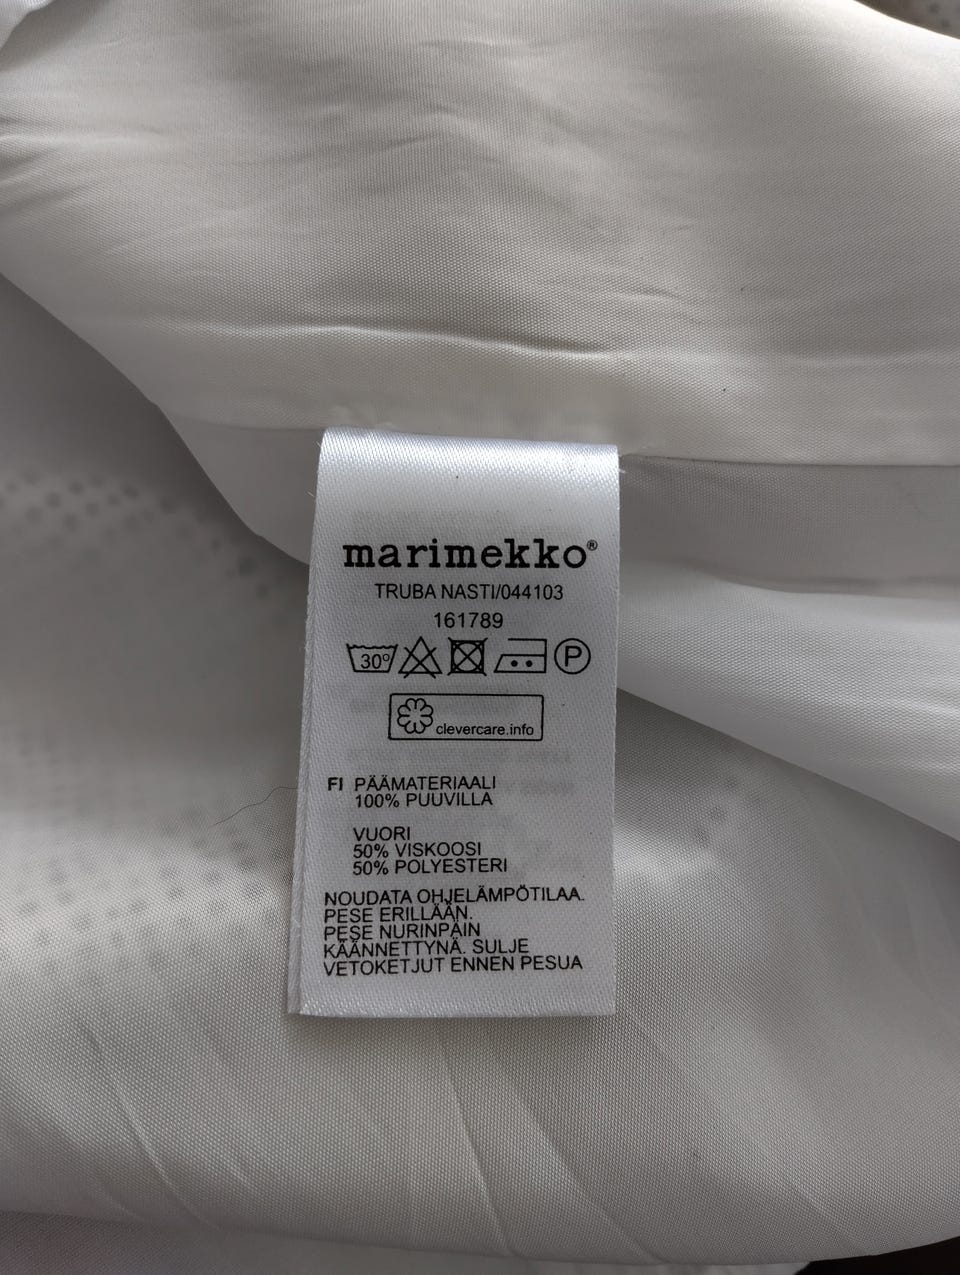 marimekko®
TRUBA NASTI/044103
161789
30° P
clevercare.info
FI PÄÄMATERIAALI
100% PUUVILLA
VUORI
50% VISKOOSI
50% POLYESTERI
NOUDATA OHJELÄMPÖTILAA.
PESE ERILLÄÄN.
PESE NURINPÄIN
KÄÄNNETTYNÄ. SULJE
VETOKETJUT ENNEN PESUA